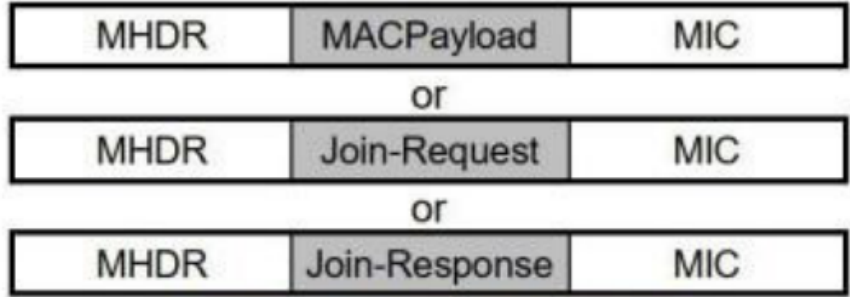 MHDR MACPayload MIC
or
MHDR Join-Request MIC
or
MHDR Join-Response MIC